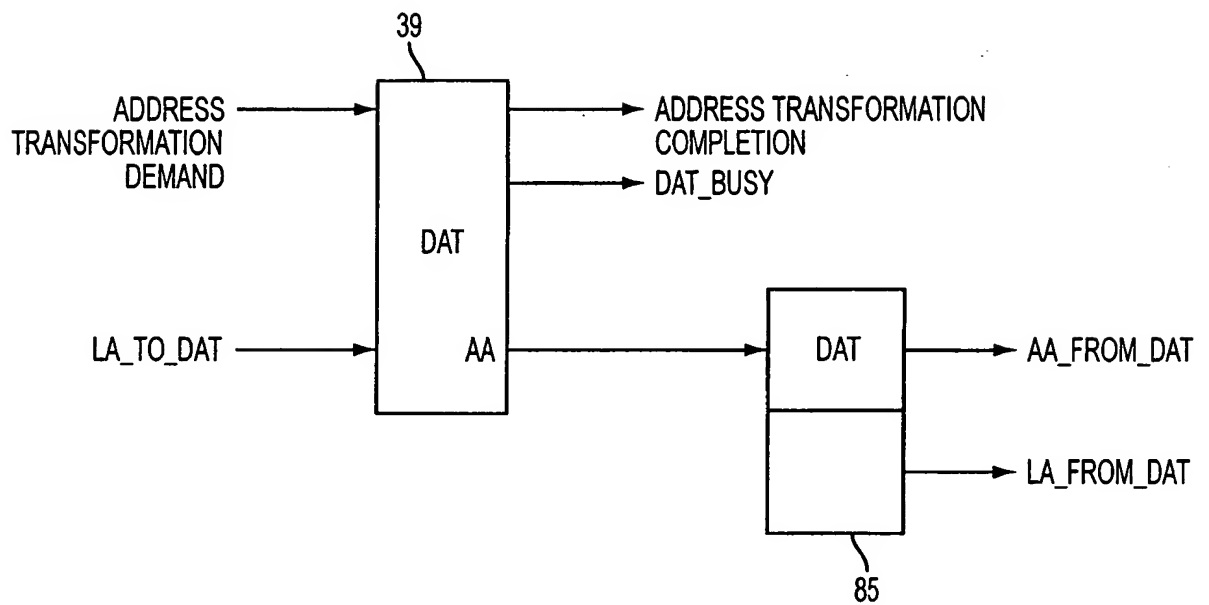 39
ADDRESS
TRANSFORMATION
DEMAND
ADDRESS TRANSFORMATION
COMPLETION
DAT_BUSY
DAT
LA_TO_DAT
AA
DAT
AA_FROM_DAT
LA_FROM_DAT
85